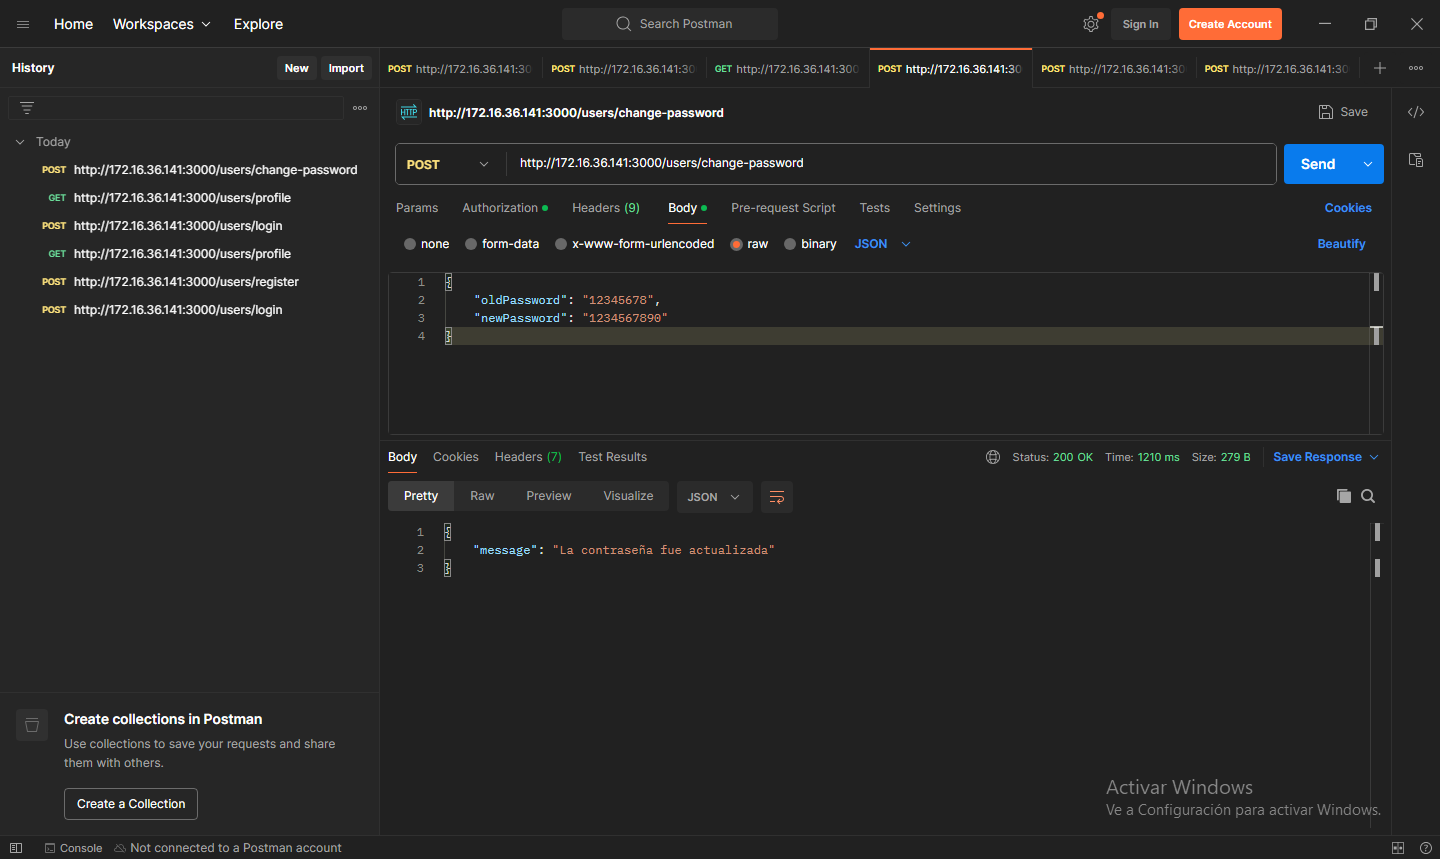 Home Workspaces Explore
Search Postman
Sign In
Create Account
History
New
Import
Today
POST http://172.16.36.141:3000/users/change-password
GET http://172.16.36.141:3000/users/profile
POST http://172.16.36.141:3000/users/login
GET http://172.16.36.141:3000/users/profile
POST http://172.16.36.141:3000/users/register
POST http://172.16.36.141:3000/users/login
Create collections in Postman
Use collections to save your requests and share
them with others.
Create a Collection
POST http://172.16.36.141:30 POST http://172.16.36.141:30 GET http://172.16.36.141:300 POST http://172.16.36.141:30 POST http://172.16.36.141:30 POST http://172.16.36.141:30
HTTP http://172.16.36.141:3000/users/change-password
Save
POST http://172.16.36.141:3000/users/change-password
Send
Params Authorization Headers (9) Body Pre-request Script Tests Settings
Cookies
none form-data x-www-form-urlencoded raw binary JSON
Beautify
1 {
2 "oldPassword": "12345678",
3 "newPassword": "1234567890"
4 }
Body Cookies Headers (7) Test Results
Status: 200 OK Time: 1210 ms Size: 279 B
Save Response
Pretty Raw Preview Visualize JSON
1 {
2 "message": "La contraseña fue actualizada"
3 }
Activar Windows
Ve a Configuración para activar Windows.
Console Not connected to a Postman account